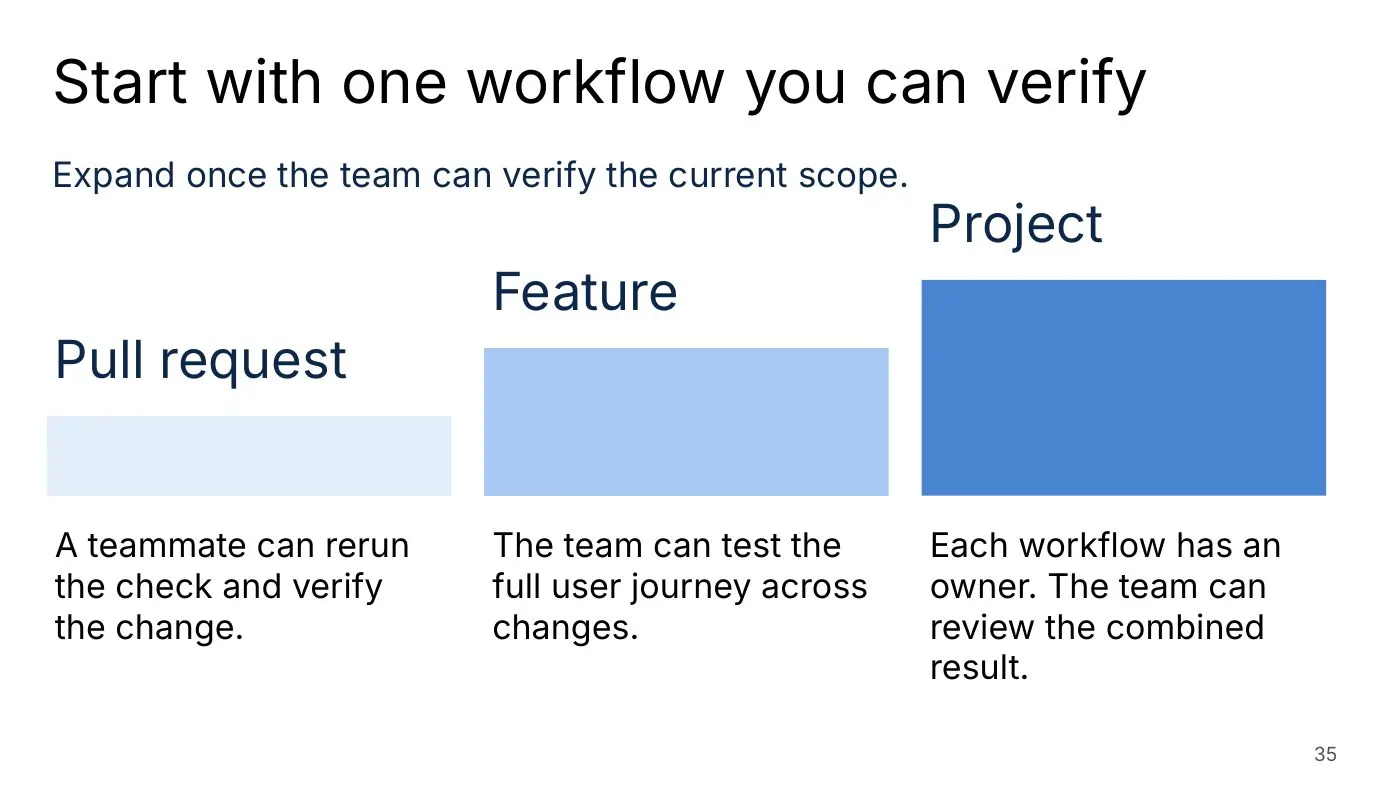 Start with one workflow you can verify
Expand once the team can verify the current scope.
Pull request
A teammate can rerun
the check and verify
the change.
Feature
The team can test the
full user journey across
changes.
Project
Each workflow has an
owner. The team can
review the combined
result.
35